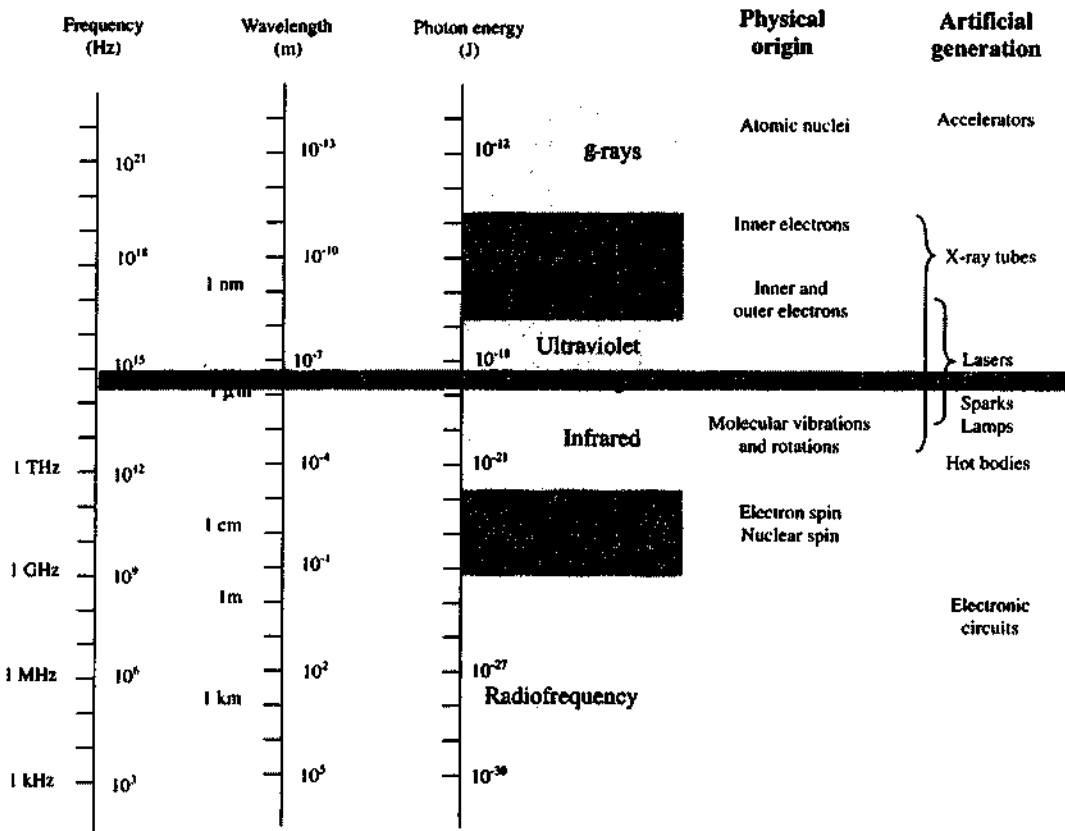 Frequency
(Hz)
Wavelength
(m)
Photon energy
(J)
Physical
origin
Artificial
generation
10²¹
10¹⁸
10¹⁵
1 THz
10¹²
1 GHz
10⁹
1 MHz
10⁶
1 kHz
10³
10⁻¹³
10⁻¹⁰
1 nm
10⁻⁷
1 μm
10⁻⁴
1 cm
10⁻¹
1m
10²
1 km
10⁵
10⁻¹²
10⁻¹⁸
10⁻²¹
10⁻²⁷
10⁻³⁰
g-rays
Ultraviolet
Infrared
Radiofrequency
Atomic nuclei
Inner electrons
Inner and
outer electrons
Molecular vibrations
and rotations
Electron spin
Nuclear spin
Accelerators
X-ray tubes
Lasers
Sparks
Lamps
Hot bodies
Electronic
circuits